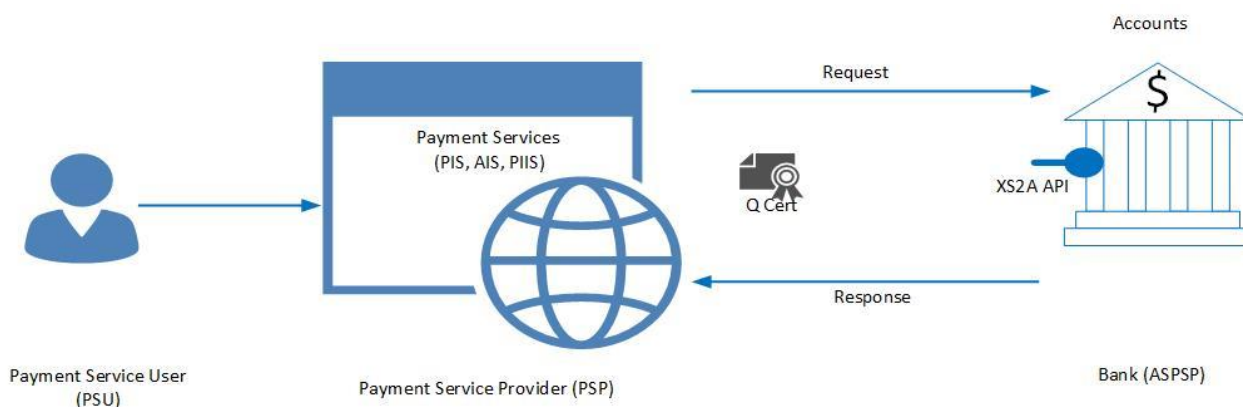 Accounts
Request
$
Payment Services
(PIS, AIS, PIIS)
XS2A API
Q Cert
Response
Payment Service User
(PSU)
Payment Service Provider (PSP)
Bank (ASPSP)